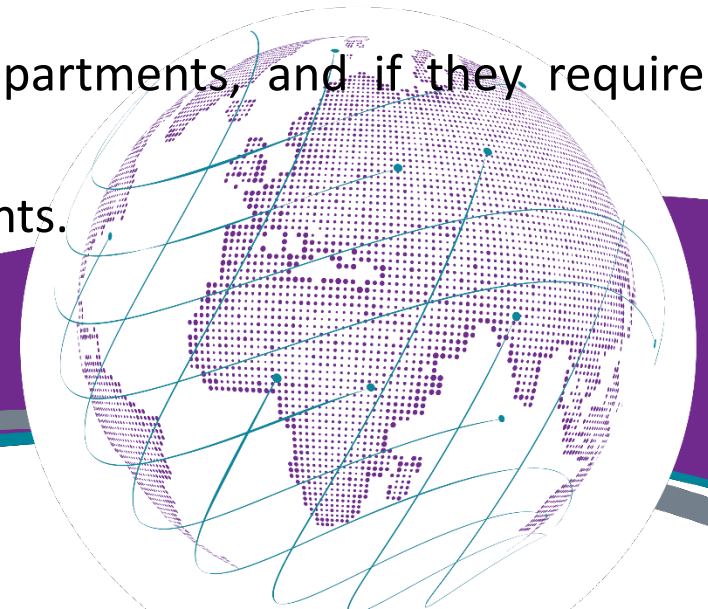 partments, and if they require
nts.